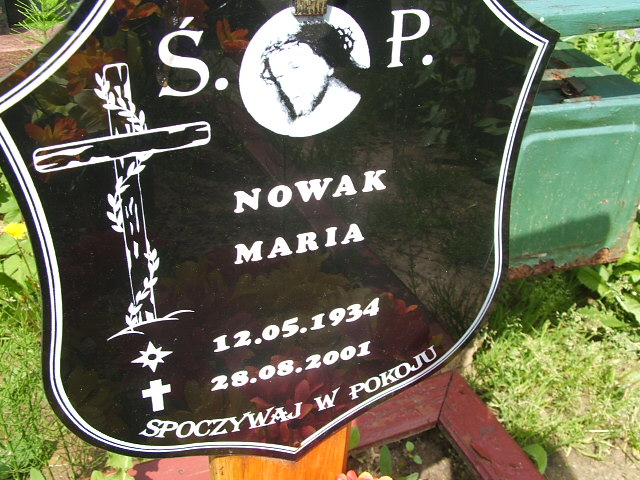 Ś. P.
NOWAK
MARIA
12.05.1934
28.08.2001
SPOCZYWAJ W POKOJU